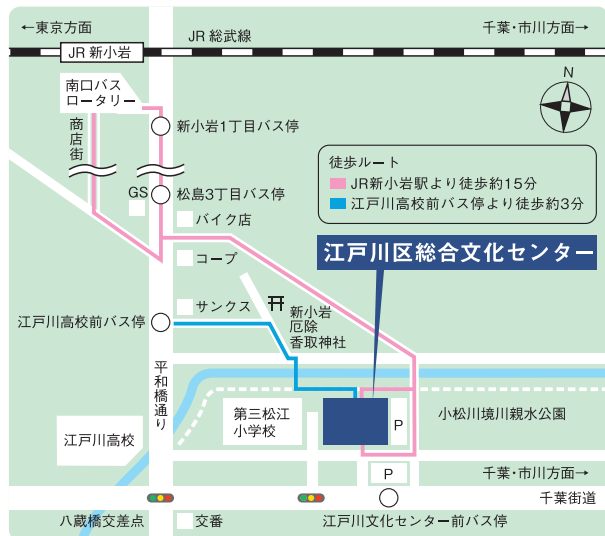 ←東京方面
千葉・市川方面→
JR 総武線
JR 新小岩
南口バス
ロータリー
N
商店街
新小岩1丁目バス停
徒歩ルート
JR新小岩駅より徒歩約15分
江戸川高校前バス停より徒歩約3分
GS
松島3丁目バス停
バイク店
江戸川区総合文化センター
コープ
サンクス
新小岩
厄除
香取神社
江戸川高校前バス停
平和橋通り
第三松江
小学校
P
小松川境川親水公園
江戸川高校
P
千葉・市川方面→
千葉街道
八蔵橋交差点
交番
江戸川文化センター前バス停